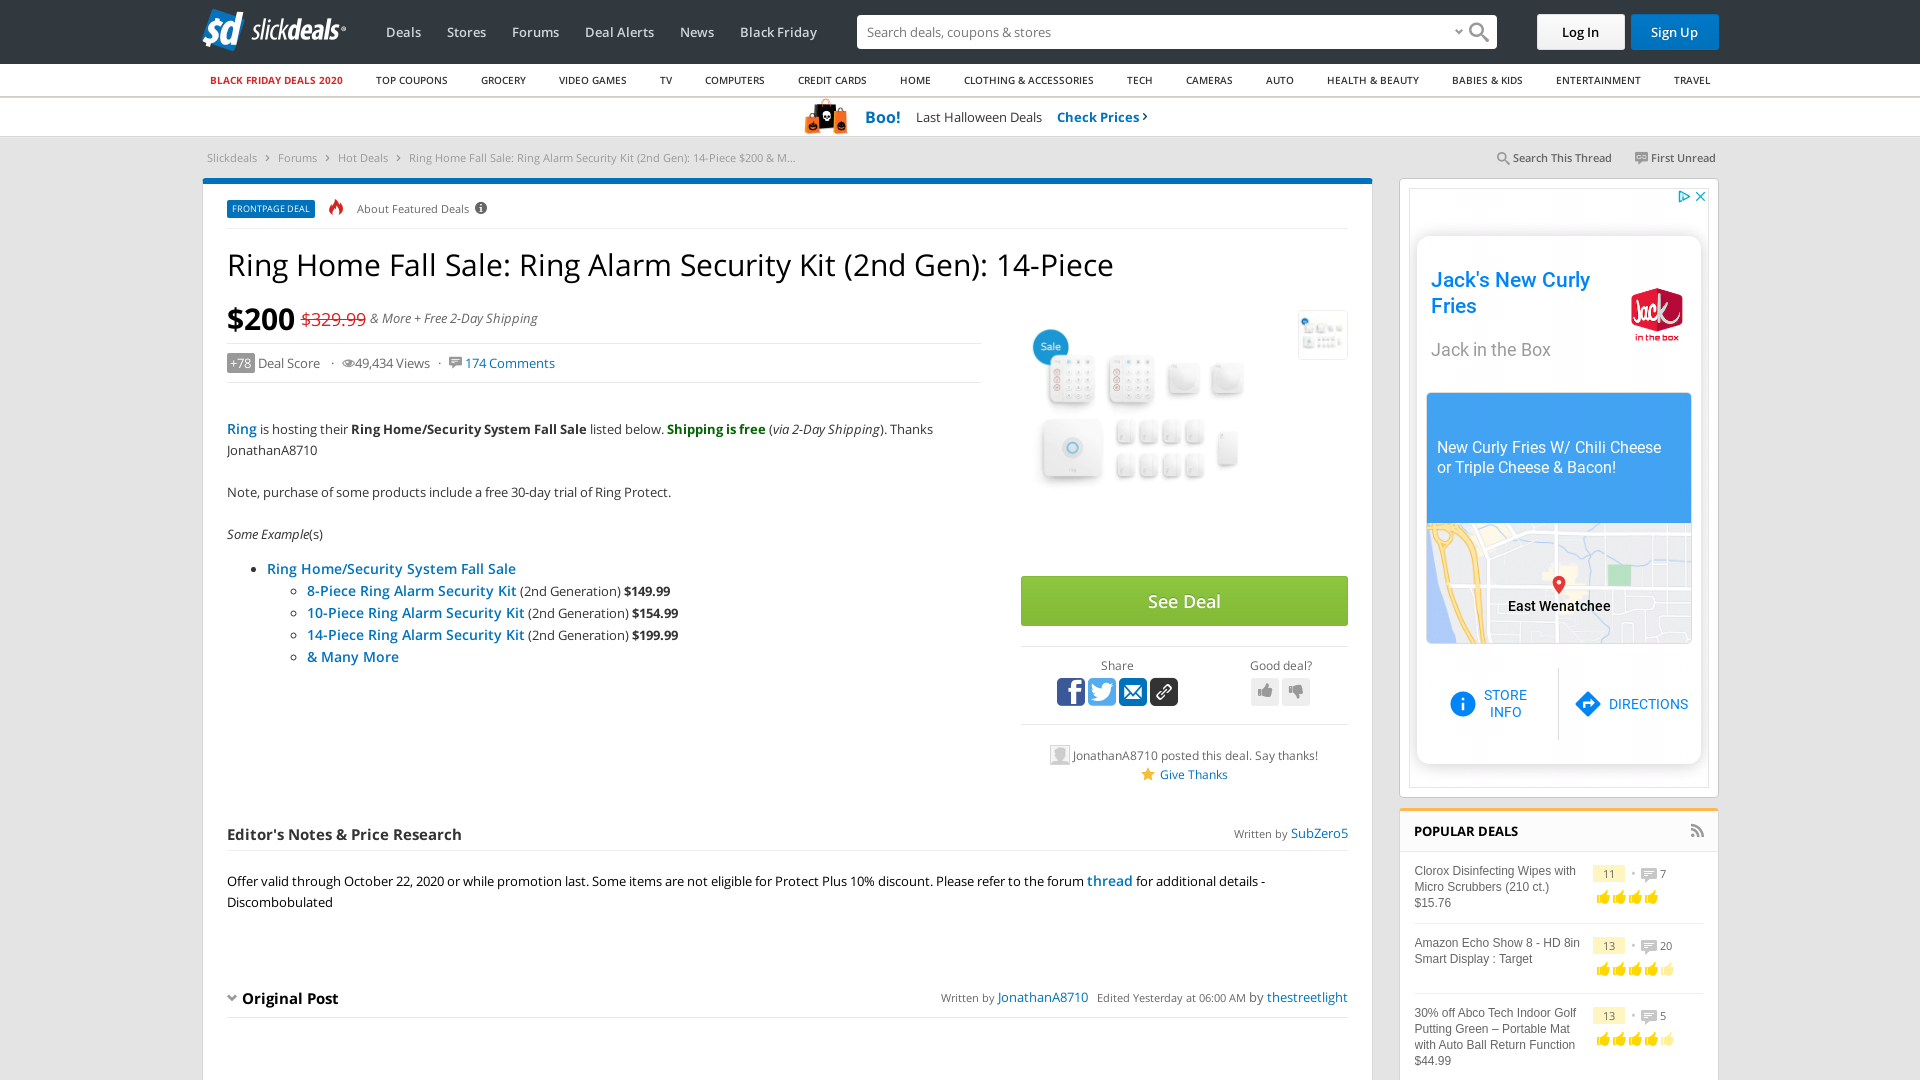 slickdeals
Deals
Stores
Forums
Deal Alerts
News
Black Friday
Search deals, coupons & scores
Log In
Sign Up
BLACK FRIDAY DEALS 2020
TOP COUPONS
GROCERY
VIDEO GAMES
TV
COMPUTERS
CREDIT CARDS
HOME
CLOTHING & ACCESSORIES
TECH
CAMERAS
AUTO
HEALTH & BEAUTY
BABIES & KIDS
ENTERTAINMENT
TRAVEL
Boo! Last Halloween Deals Check Prices
Slickdeals > Forums > Hot Deals > Ring Home Fall Sale: Ring Alarm Security Kit (2nd Gen): 14-Piece $200 & M...
Search This Thread
First Unread
FRONTPAGE DEAL
About Featured Deals
Ring Home Fall Sale: Ring Alarm Security Kit (2nd Gen): 14-Piece
$200 $329.99 & More + Free 2-Day Shipping
+78 Deal Score · 49,434 Views · 174 Comments
Ring is hosting their Ring Home/Security System Fall Sale listed below. Shipping is free (via 2-Day Shipping). Thanks
JonathanA8710
Note, purchase of some products include a free 30-day trial of Ring Protect.
Some Example(s)
Ring Home/Security System Fall Sale
8-Piece Ring Alarm Security Kit (2nd Generation) $149.99
10-Piece Ring Alarm Security Kit (2nd Generation) $154.99
14-Piece Ring Alarm Security Kit (2nd Generation) $199.99
& Many More
Sale
See Deal
Share
Good deal?
JonathanA8710 posted this deal. Say thanks!
Give Thanks
Editor's Notes & Price Research
Written by SubZero5
Offer valid through October 22, 2020 or while promotion last. Some items are not eligible for Protect Plus 10% discount. Please refer to the forum thread for additional details -
Discombobulated
Original Post
Written by JonathanA8710 Edited Yesterday at 06:00 AM by thestreetlight
Jack's New Curly
Fries
Jack in the Box
Jack
in the box
New Curly Fries W/ Chili Cheese
or Triple Cheese & Bacon!
East Wenatchee
STORE
INFO
DIRECTIONS
POPULAR DEALS
Clorox Disinfecting Wipes with
Micro Scrubbers (210 ct.)
$15.76
11 • 7
Amazon Echo Show 8 - HD 8in
Smart Display : Target
13 • 20
30% off Abco Tech Indoor Golf
Putting Green – Portable Mat
with Auto Ball Return Function
$44.99
13 • 5